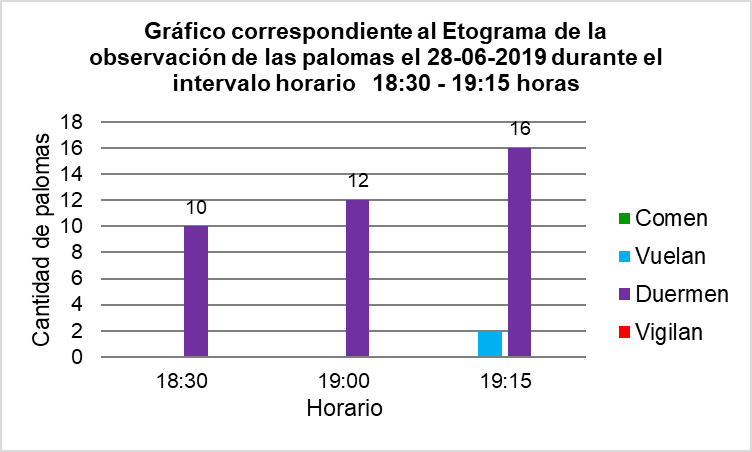 Gráfico correspondiente al Etograma de la
observación de las palomas el 28-06-2019 durante el
intervalo horario 18:30 - 19:15 horas
Cantidad de palomas
18
16
14
12
10
8
6
4
2
0
10
12
16
18:30
19:00
19:15
Horario
Comen
Vuelan
Duermen
Vigilan